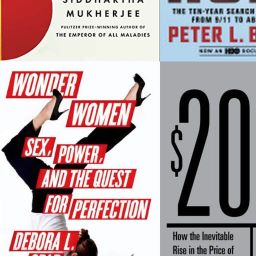 SIDDHARTHA
MUKHERJEE
PULITZER PRIZE-WINNING AUTHOR OF
THE EMPEROR OF ALL MALADIES
THE TEN-YEAR SEARCH
FROM 9/11 TO
PETER L.
NOW AN HBO
WONDER
WOMEN
SEX, POWER,
AND THE QUEST
FOR PERFECTION
DEBORA L.
$20
How the Inevitable
Rise in the Price of